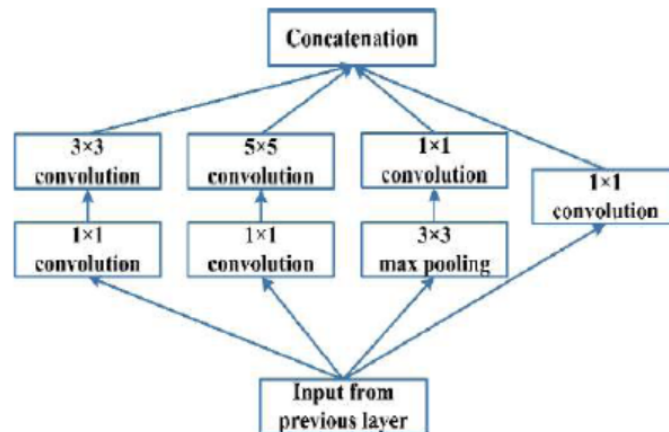 Concatenation
3×3
convolution
5×5
convolution
1×1
convolution
1×1
convolution
1×1
convolution
1×1
convolution
3×3
max pooling
Input from
previous layer